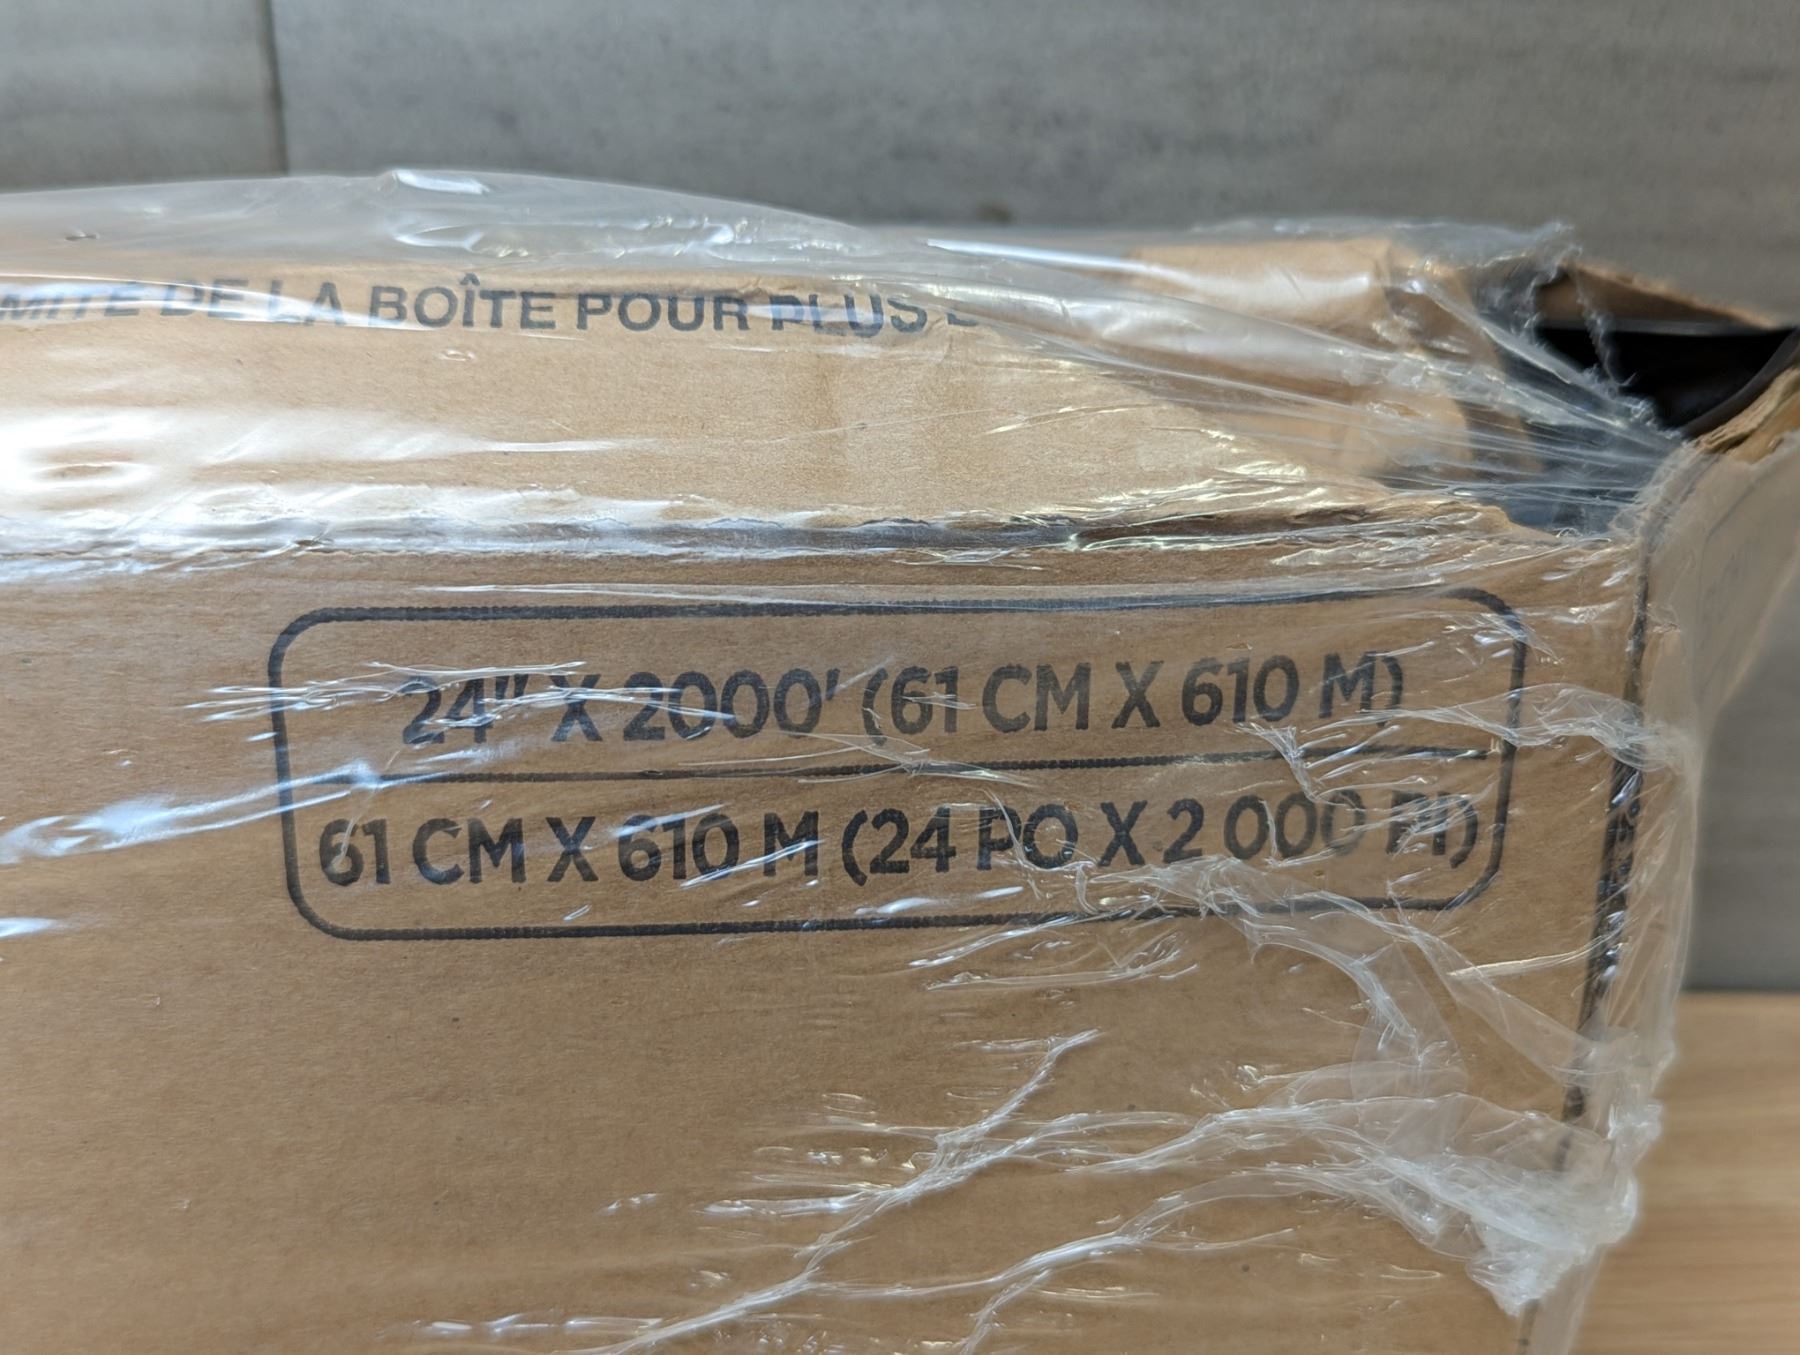 DE LA BOÎTE POUR PLUS
24" X 2000' (61 CM X 610 M)
61 CM X 610 M (24 PO X 2 000 PI)